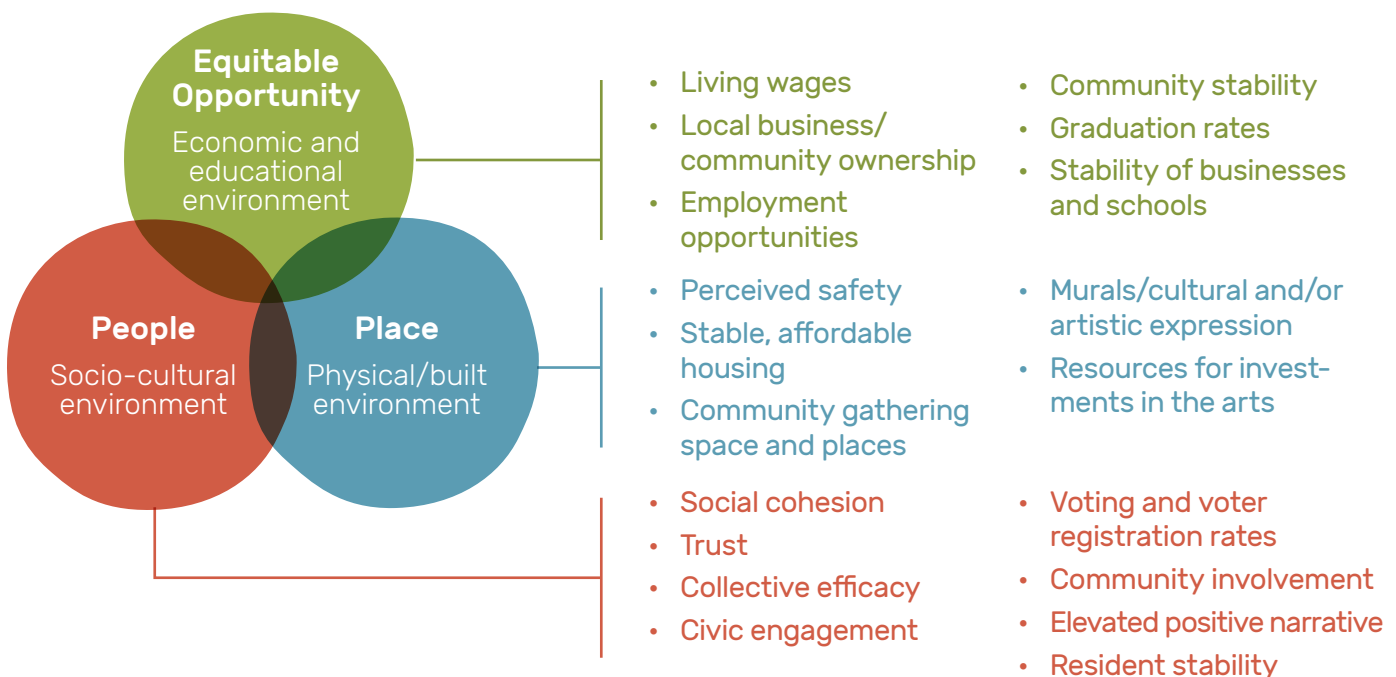 Equitable
Opportunity
Economic and
educational
environment
People
Socio-cultural
environment
Place
Physical/built
environment
• Living wages
• Local business/
community ownership
• Employment
opportunities
• Community stability
• Graduation rates
• Stability of businesses
and schools
• Perceived safety
• Stable, affordable
housing
• Community gathering
space and places
• Murals/cultural and/or
artistic expression
• Resources for invest-
ments in the arts
• Social cohesion
• Trust
• Collective efficacy
• Civic engagement
• Voting and voter
registration rates
• Community involvement
• Elevated positive narrative
• Resident stability